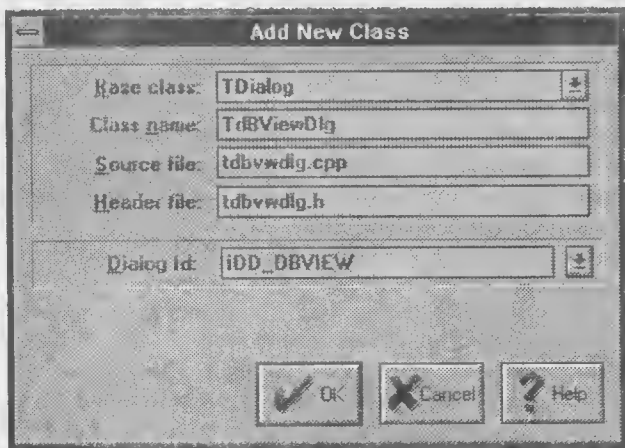 Add New Class
Base class: TDialog
Class name: TdBViewDlg
Source file: tdbvwdlg.cpp
Header file: tdbvwdlg.h
Dialog Id: IDD_DBVIEW
OK Cancel Help